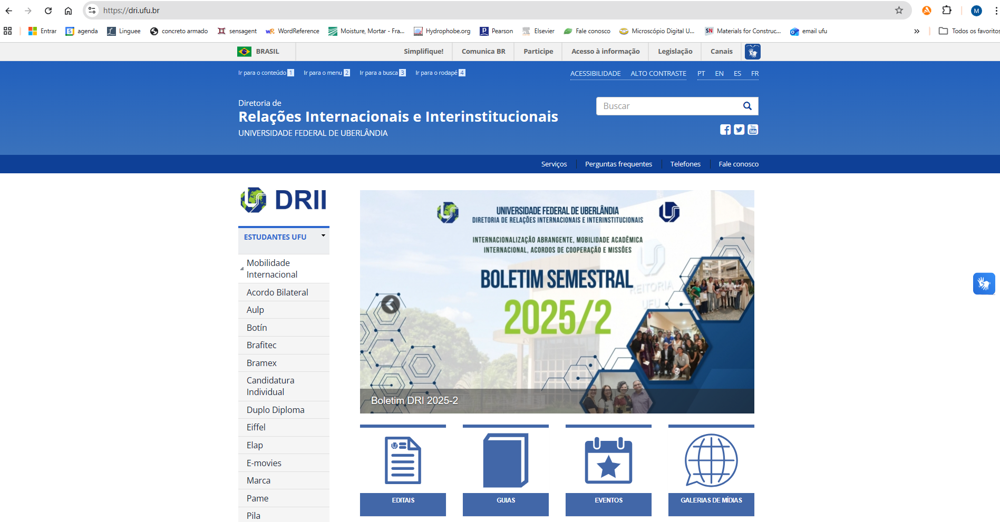 https://dri.ufu.br
M
Entrar
5 agenda
Linguee
concreto armado
sensagent
WordReference
Moisture, Mortar - Fra...
Hydrophobe.org
Pearson
Elsevier
Fale conosco
Microscópio Digital U...
SN Materials for Construc...
email ufu
»
Todos os favoritos
BRASIL
Simplifique!
Comunica BR
Participe
Acesso à informação
Legislação
Canais
Ir para o conteúdo 1
Ir para o menu 2
Ir para a busca 3
Ir para o rodapé 4
ACESSIBILIDADE
ALTO CONTRASTE
PT
EN
ES
FR
Diretoria de
Relações Internacionais e Interinstitucionais
UNIVERSIDADE FEDERAL DE UBERLÂNDIA
Buscar
You Tube
Serviços
Perguntas frequentes
Telefones
Fale conosco
DRII
ESTUDANTES UFU
Mobilidade
Internacional
Acordo Bilateral
Aulp
Botín
Brafitec
Bramex
Candidatura
Individual
Duplo Diploma
Eiffel
Elap
E-movies
Marca
Pame
Pila
UNIVERSIDADE FEDERAL DE UBERLÂNDIA
DIRETORIA DE RELAÇÕES INTERNACIONAIS E INTERINSTITUCIONAIS
INTERNACIONALIZAÇÃO ABRANGENTE, MOBILIDADE ACADÊMICA
INTERNACIONAL, ACORDOS DE COOPERAÇÃO E MISSÕES
BOLETIM SEMESTRAL
2025/2
REITORIA
UFU
Boletim DRI 2025-2
EDITAIS
GUIAS
EVENTOS
GALERIAS DE MÍDIAS